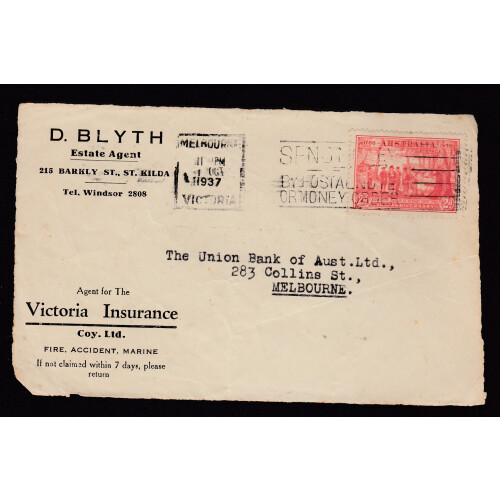 D. BLYTH
Estate Agent
215 BARKLY ST., ST. KILDA
Tel. Windsor 2808
MELBOURNE
1937
VICTORIA
SEND
BY POSTAL NOTE
OR MONEY ORDER
AUSTRALIA
2D
The Union Bank of Aust.Ltd.,
283 Collins St.,
MELBOURNE.
Agent for The
Victoria Insurance
Coy. Ltd.
FIRE, ACCIDENT, MARINE
If not claimed within 7 days, please
return